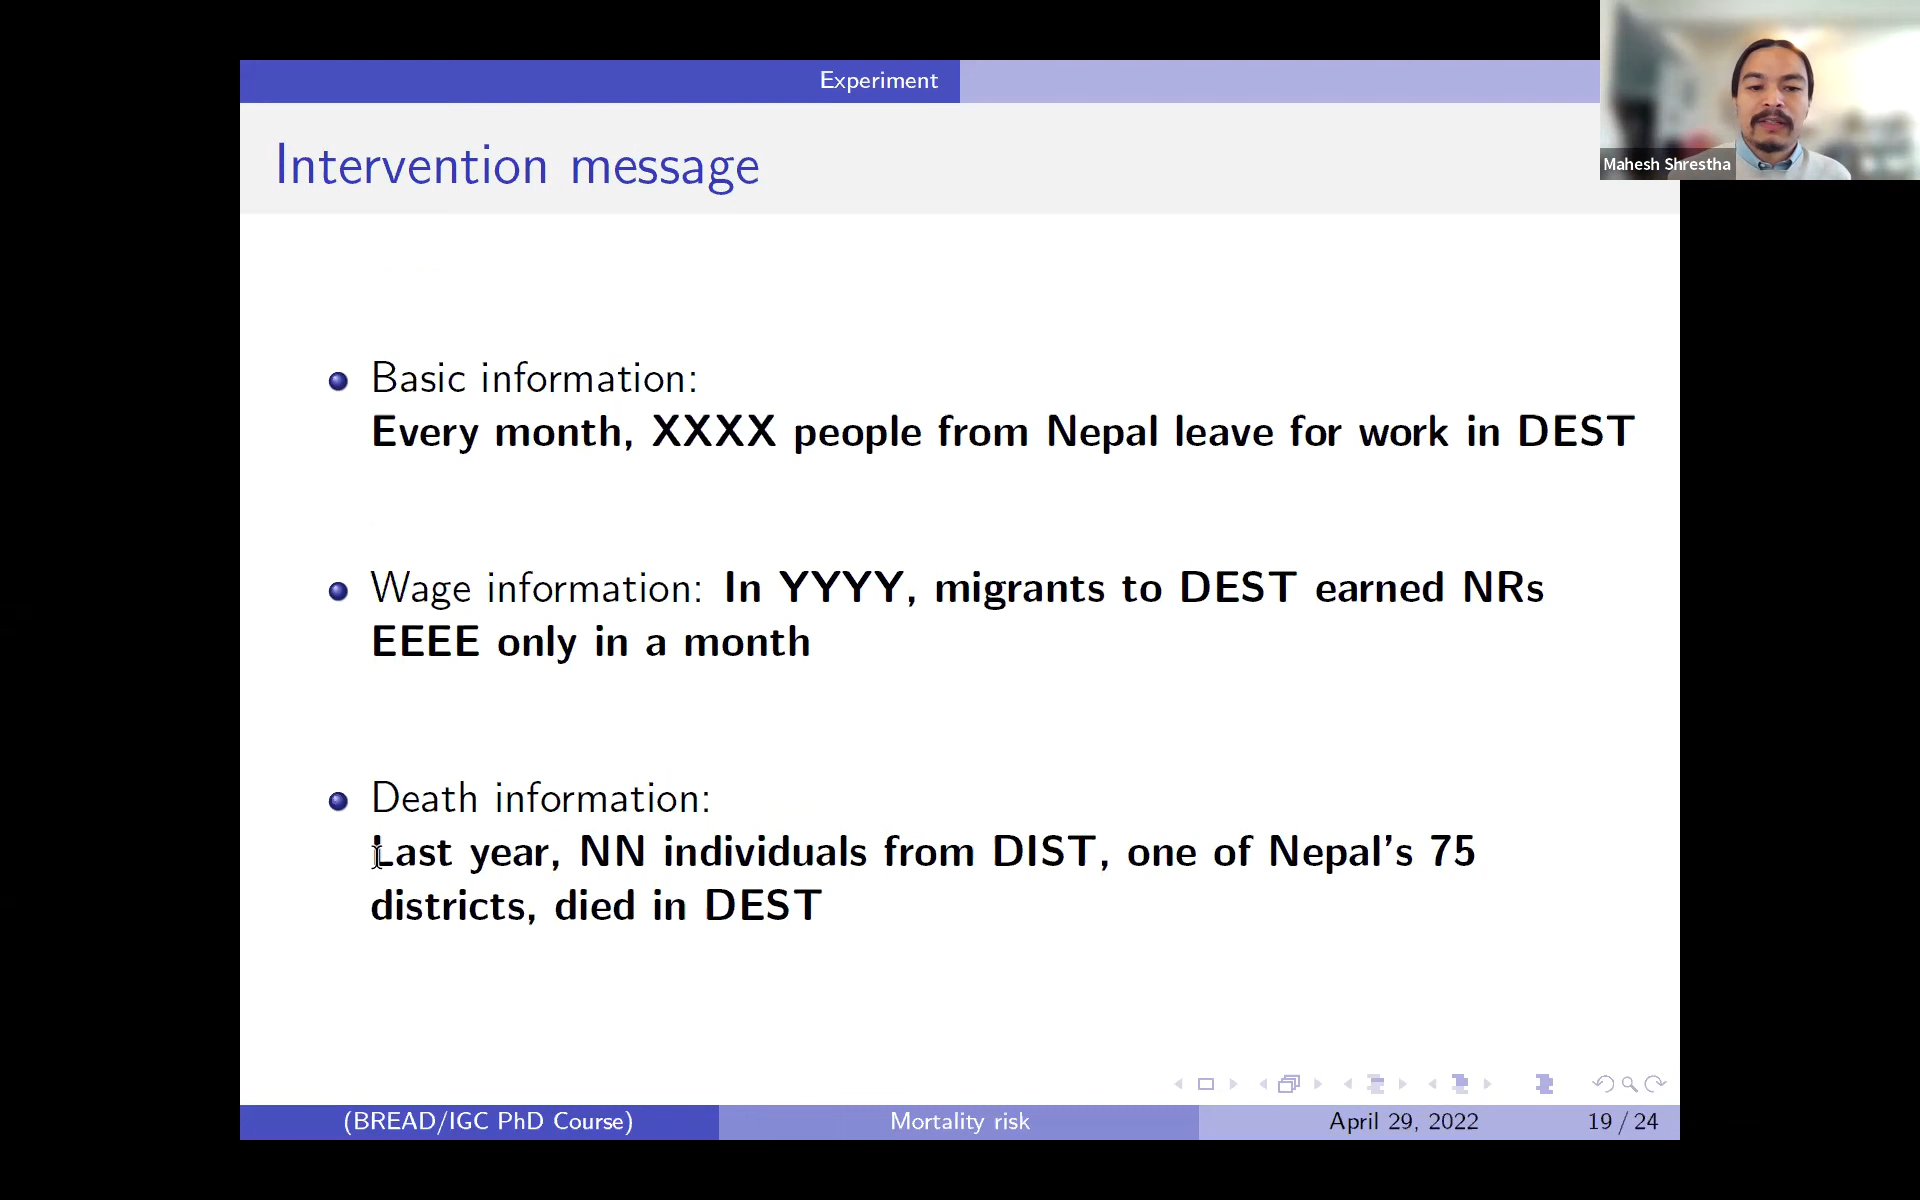 Experiment
Intervention message
Mahesh Shrestha
Basic information:
Every month, XXXX people from Nepal leave for work in DEST
Wage information: In YYYY, migrants to DEST earned NRs
EEEE only in a month
Death information:
Last year, NN individuals from DIST, one of Nepal's 75
districts, died in DEST
(BREAD/IGC PhD Course) Mortality risk April 29, 2022 19 / 24